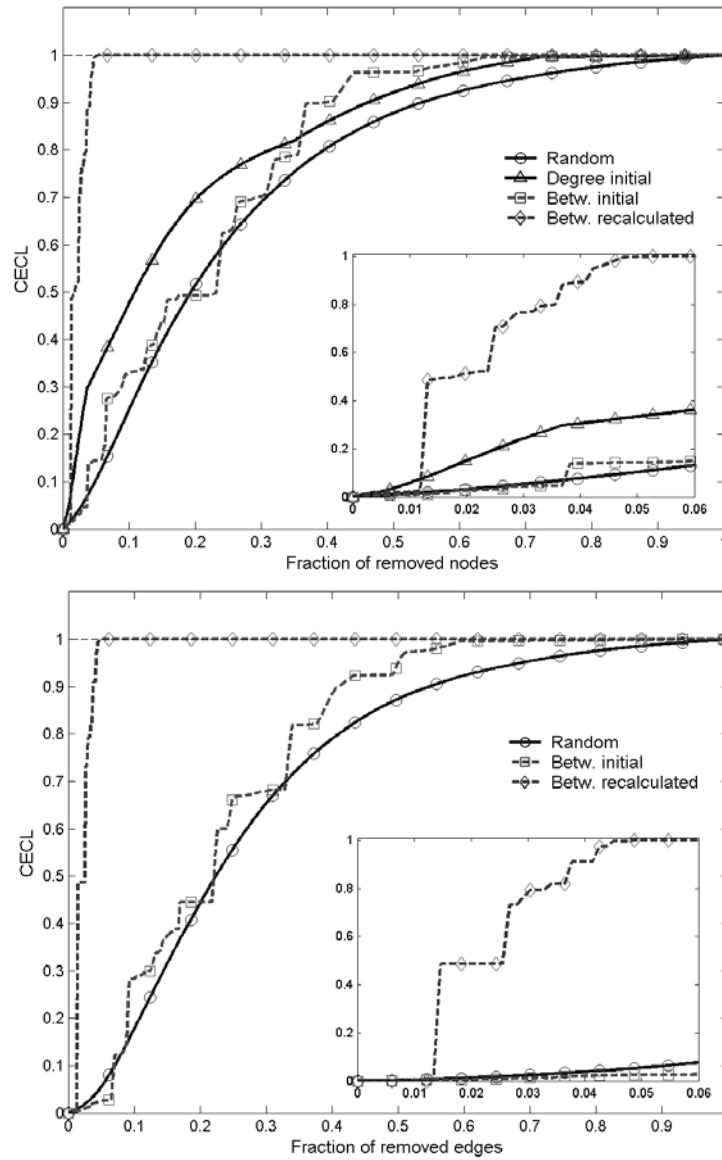 1
0.9
0.8
0.7
0.6
0.5
0.4
0.3
0.2
0.1
0
CECL
Random
Degree initial
Betw. initial
Betw. recalculated
1
0.8
0.6
0.4
0.2
0
0 0.01 0.02 0.03 0.04 0.05 0.06
0 0.1 0.2 0.3 0.4 0.5 0.6 0.7 0.8 0.9
Fraction of removed nodes
1
0.9
0.8
0.7
0.6
0.5
0.4
0.3
0.2
0.1
0
CECL
Random
Betw. initial
Betw. recalculated
1
0.8
0.6
0.4
0.2
0
0 0.01 0.02 0.03 0.04 0.05 0.06
0 0.1 0.2 0.3 0.4 0.5 0.6 0.7 0.8 0.9
Fraction of removed edges